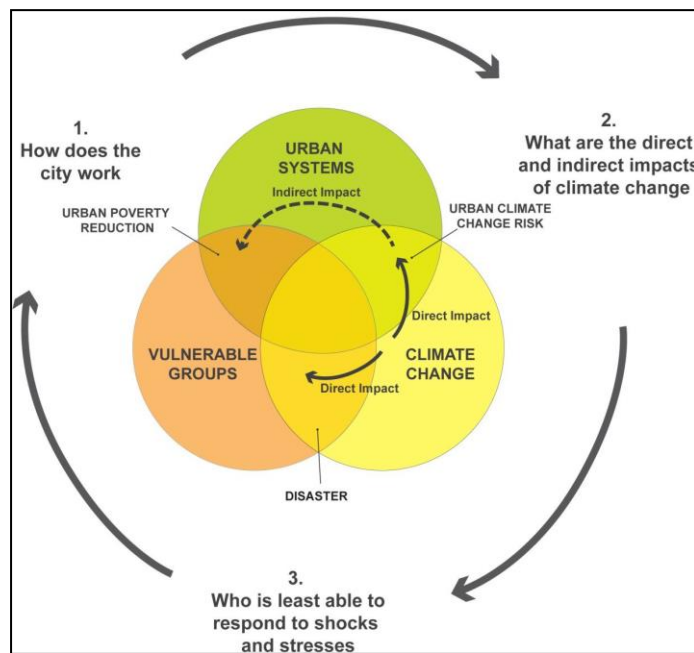 1.
How does the
city work
2.
What are the direct
and indirect impacts
of climate change
URBAN
SYSTEMS
Indirect Impact
URBAN POVERTY
REDUCTION
URBAN CLIMATE
CHANGE RISK
Direct Impact
VULNERABLE
GROUPS
CLIMATE
CHANGE
Direct Impact
DISASTER
3.
Who is least able to
respond to shocks
and stresses